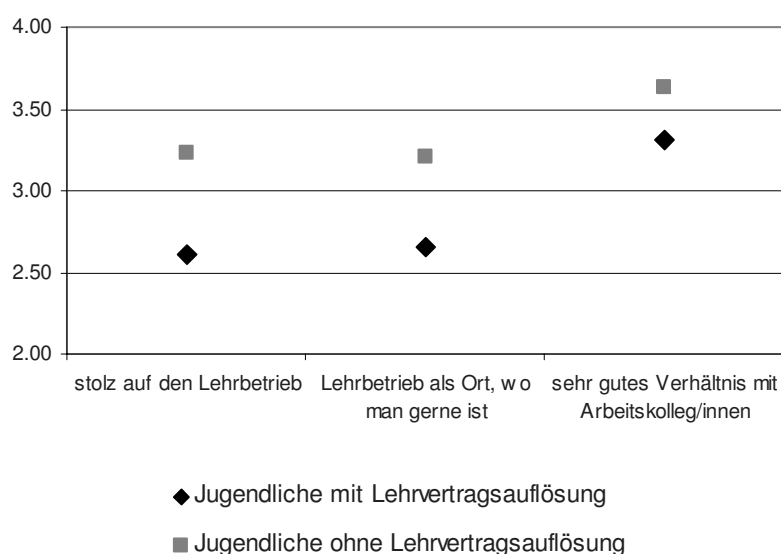 4.00
3.50
3.00
2.50
2.00
stolz auf den Lehrbetrieb
Lehrbetrieb als Ort, wo
man gerne ist
sehr gutes Verhältnis mit
Arbeitskolleg/innen
Jugendliche mit Lehrvertragsauflösung
Jugendliche ohne Lehrvertragsauflösung